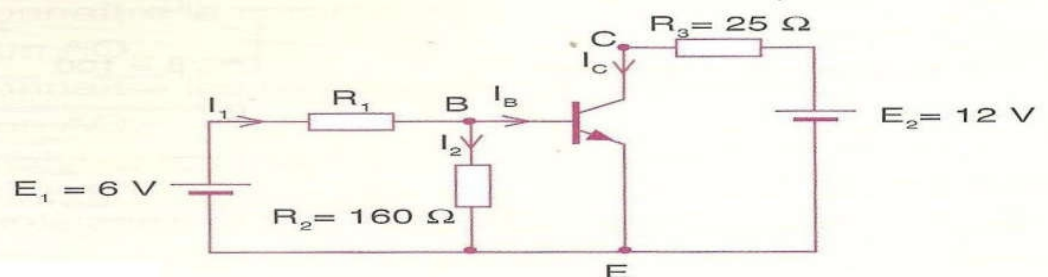 C
R₃= 25 Ω
I_C
I₁
R₁
B
I_B
E₂= 12 V
I₂
E₁ = 6 V
R₂= 160 Ω
E